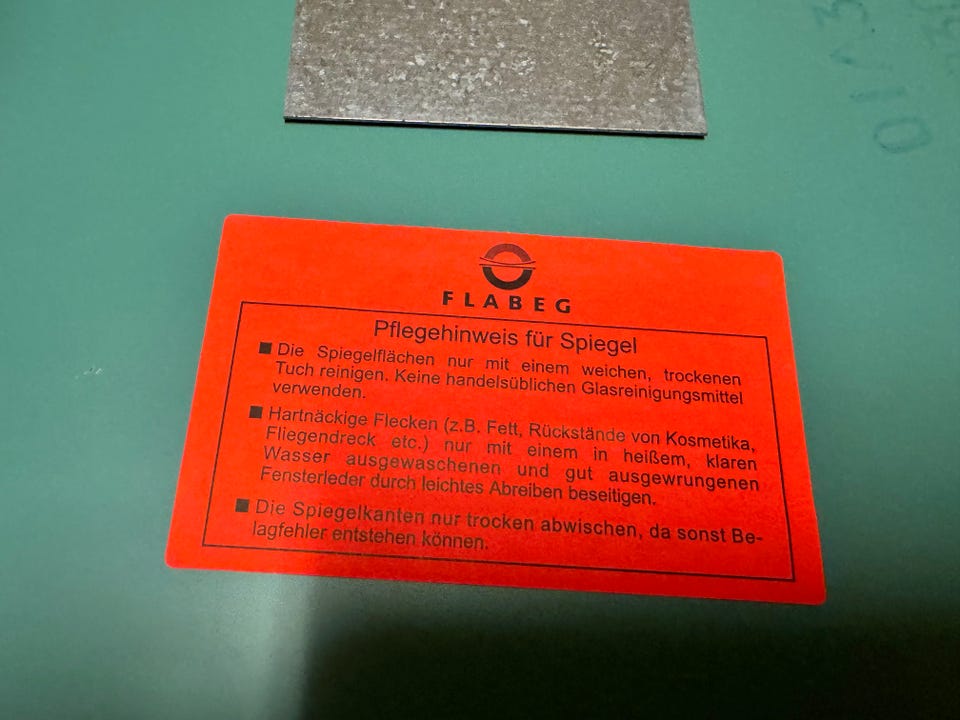 FLABEG
Pflegehinweis für Spiegel
■ Die Spiegelflächen nur mit einem weichen, trockenen
Tuch reinigen. Keine handelsüblichen Glasreinigungsmittel
verwenden.
■ Hartnäckige Flecken (z.B. Fett, Rückstände von Kosmetika,
Fliegendreck etc.) nur mit einem in heißem, klaren
Wasser ausgewaschenen und gut ausgewrungenen
Fensterleder durch leichtes Abreiben beseitigen.
■ Die Spiegelkanten nur trocken abwischen, da sonst Be-
lagfehler entstehen können.